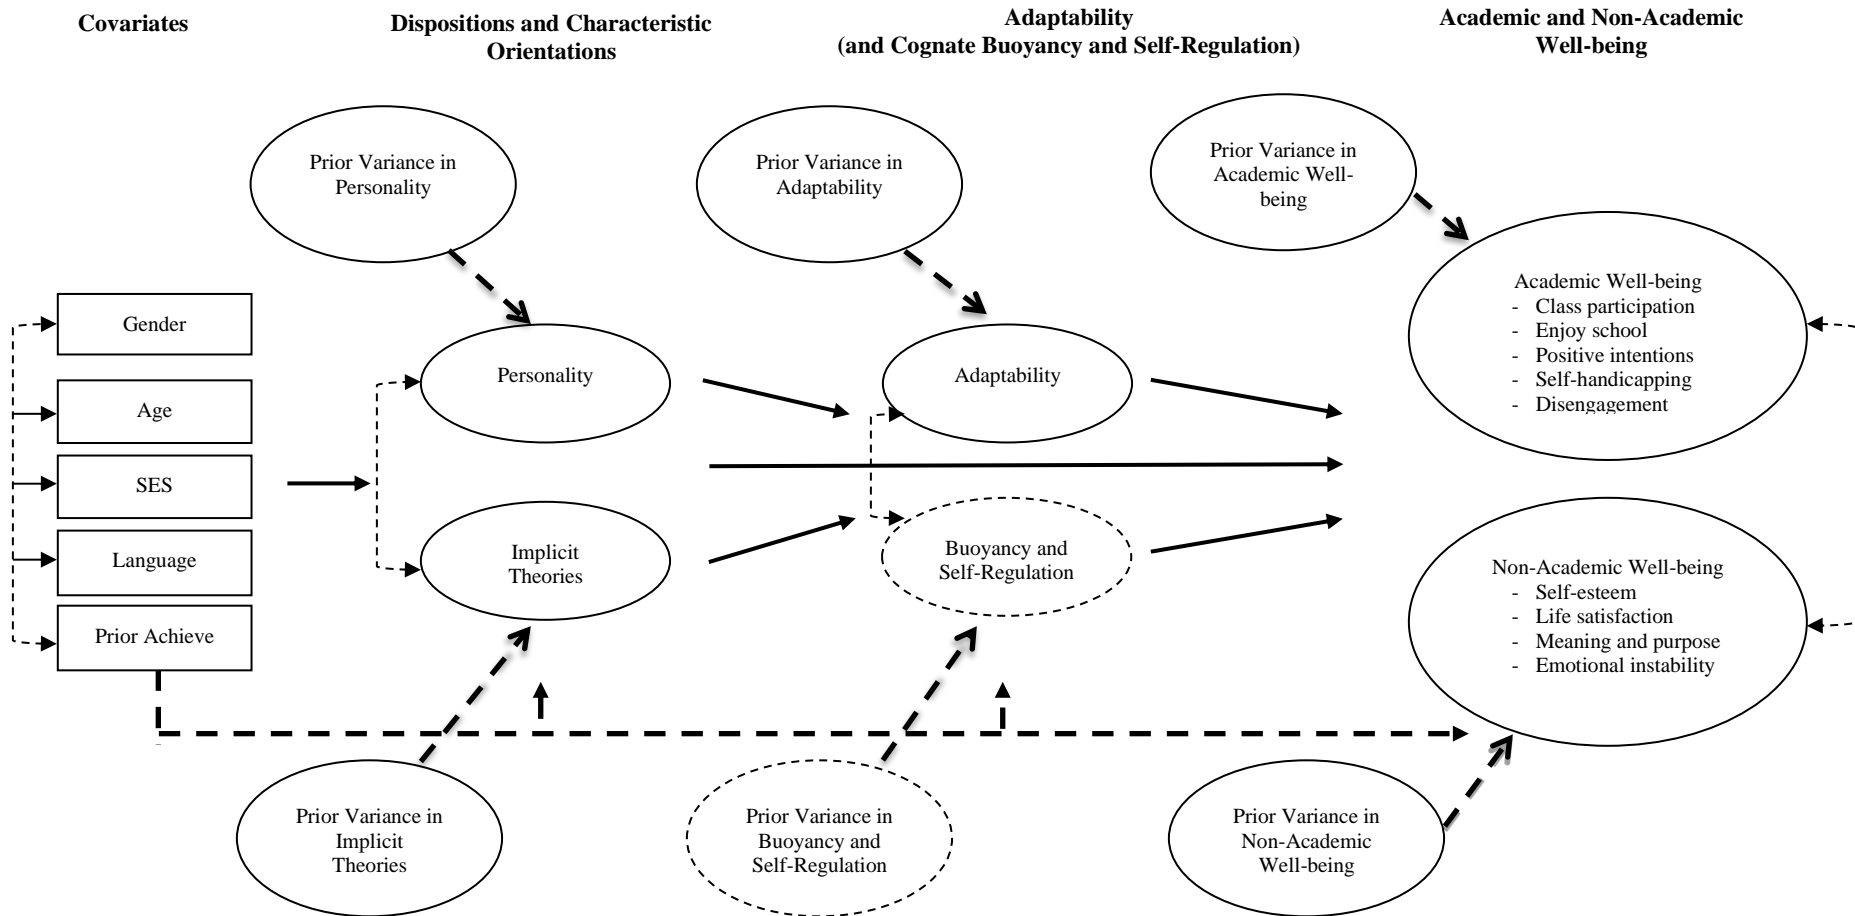 Covariates
Dispositions and Characteristic
Orientations
Adaptability
(and Cognate Buoyancy and Self-Regulation)
Academic and Non-Academic
Well-being
Prior Variance in
Personality
Prior Variance in
Adaptability
Prior Variance in
Academic Well-
being
Gender
Age
SES
Language
Prior Achieve
Personality
Implicit
Theories
Adaptability
Buoyancy and
Self-Regulation
Academic Well-being
- Class participation
- Enjoy school
- Positive intentions
- Self-handicapping
- Disengagement
Non-Academic Well-being
- Self-esteem
- Life satisfaction
- Meaning and purpose
- Emotional instability
Prior Variance in
Implicit
Theories
Prior Variance in
Buoyancy and
Self-Regulation
Prior Variance in
Non-Academic
Well-being